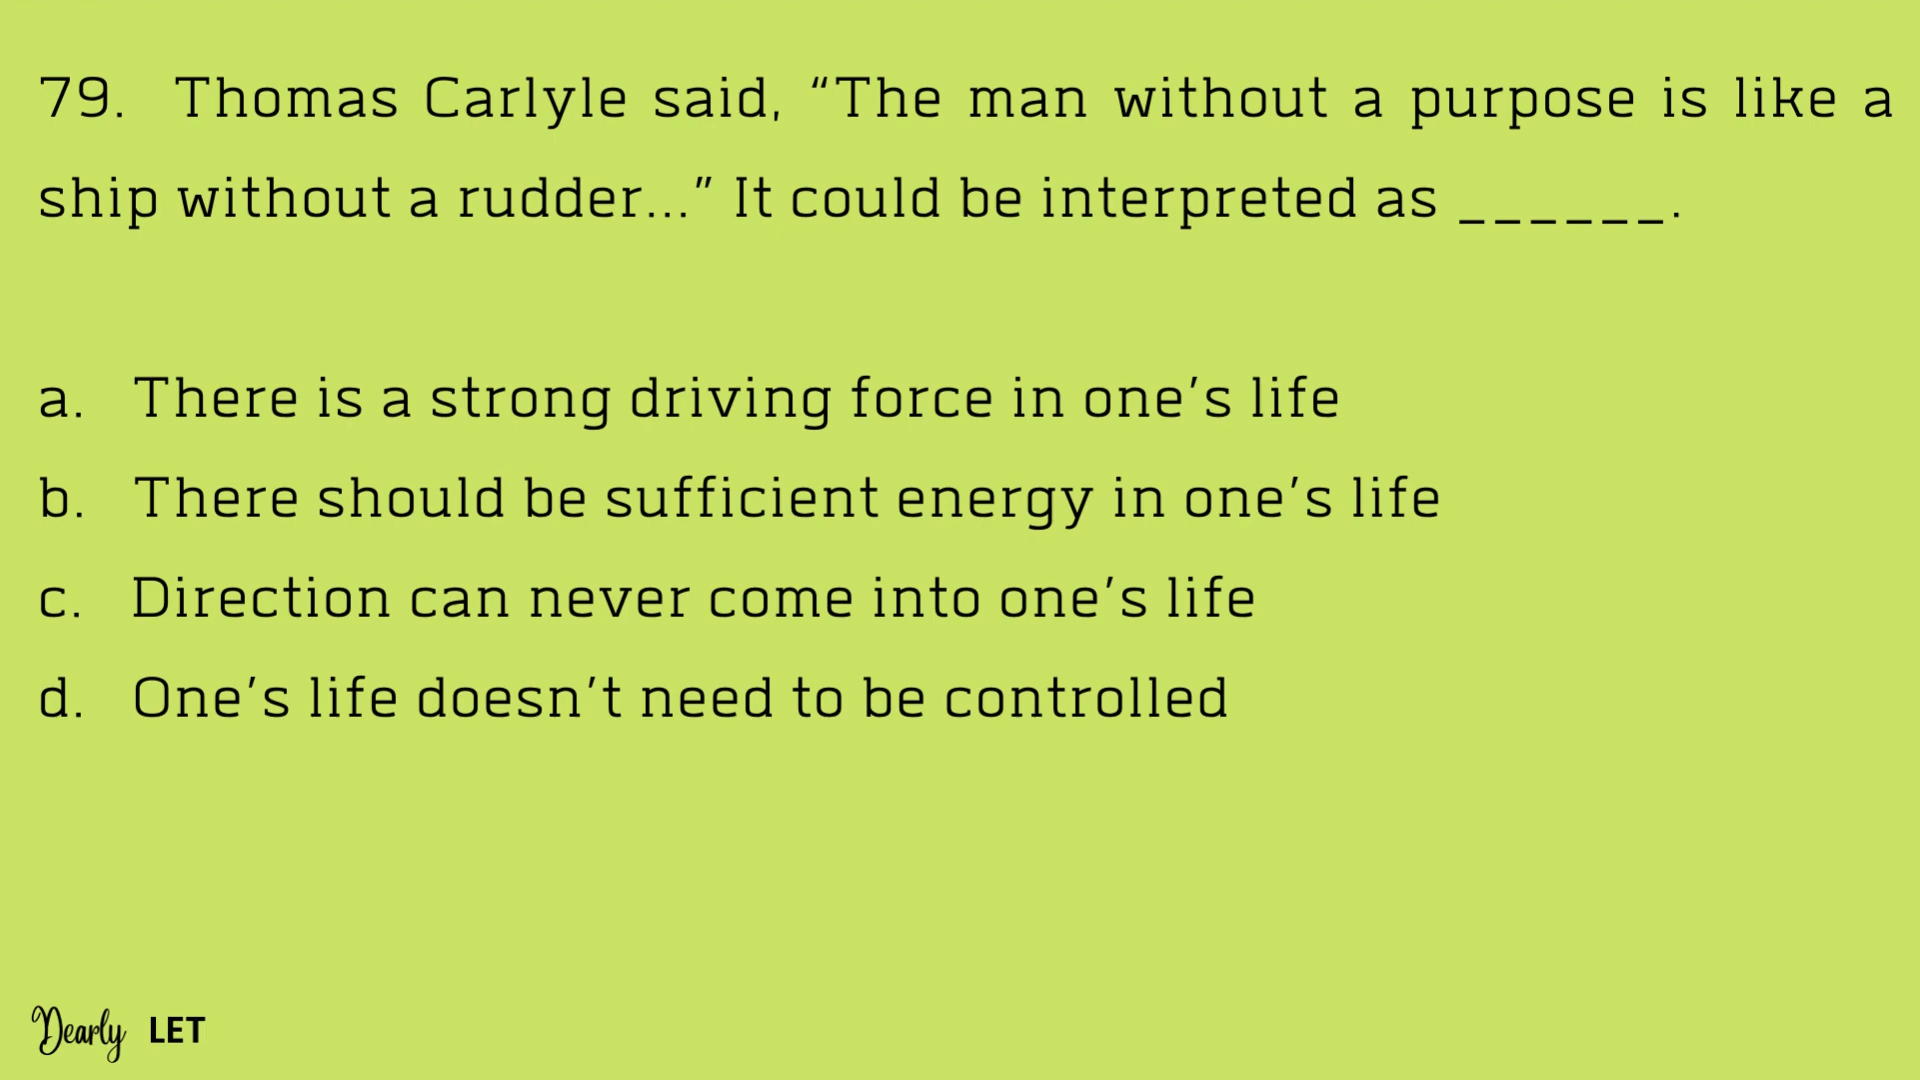 79. Thomas Carlyle said, “The man without a purpose is like a
ship without a rudder...” It could be interpreted as ______.
a. There is a strong driving force in one’s life
b. There should be sufficient energy in one’s life
c. Direction can never come into one’s life
d. One’s life doesn’t need to be controlled
Dearly LET